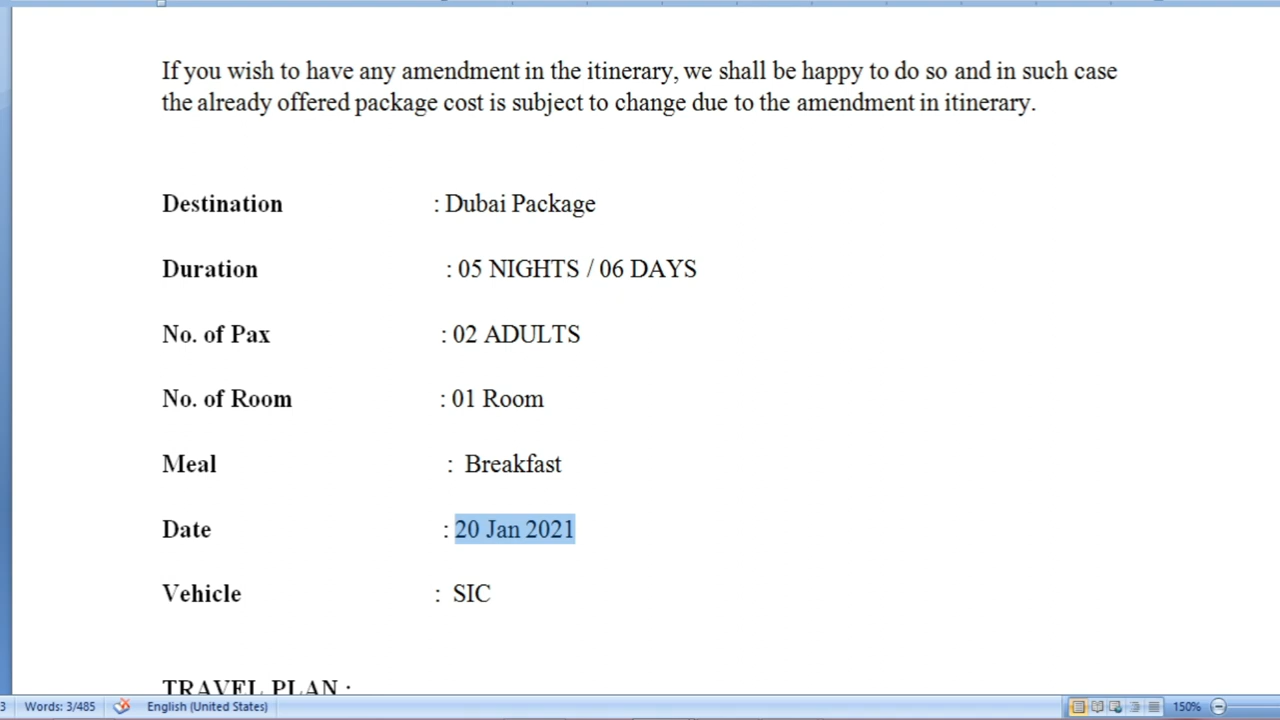 If you wish to have any amendment in the itinerary, we shall be happy to do so and in such case
the already offered package cost is subject to change due to the amendment in itinerary.
Destination : Dubai Package
Duration : 05 NIGHTS / 06 DAYS
No. of Pax : 02 ADULTS
No. of Room : 01 Room
Meal : Breakfast
Date : 20 Jan 2021
Vehicle : SIC
TRAVEL PLAN :
3 Words: 3/485 English (United States) 150%